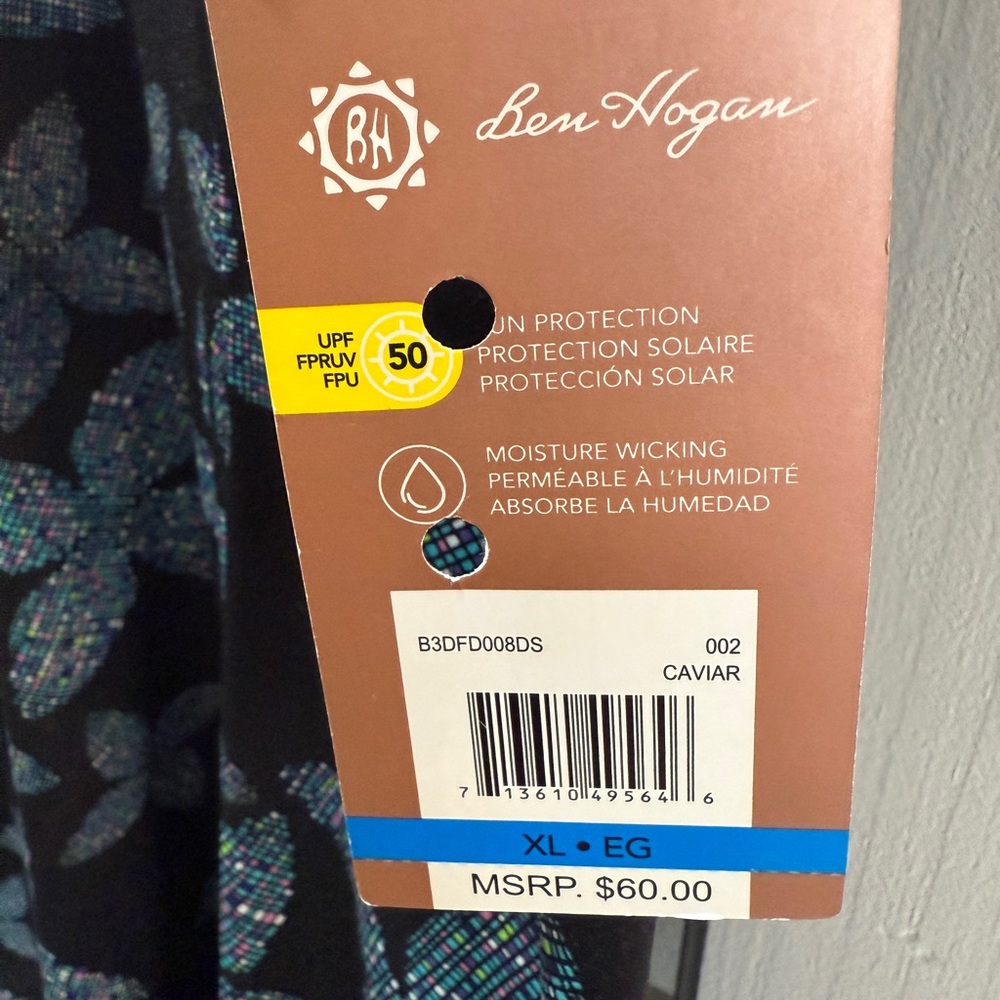 BH
Ben Hogan
UPF
FPRUV
FPU
50
UN PROTECTION
PROTECTION SOLAIRE
PROTECCIÓN SOLAR
MOISTURE WICKING
PERMÉABLE À L'HUMIDITÉ
ABSORBE LA HUMEDAD
B3DFD008DS
002
CAVIAR
7 13610 49564 6
XL • EG
MSRP. $60.00